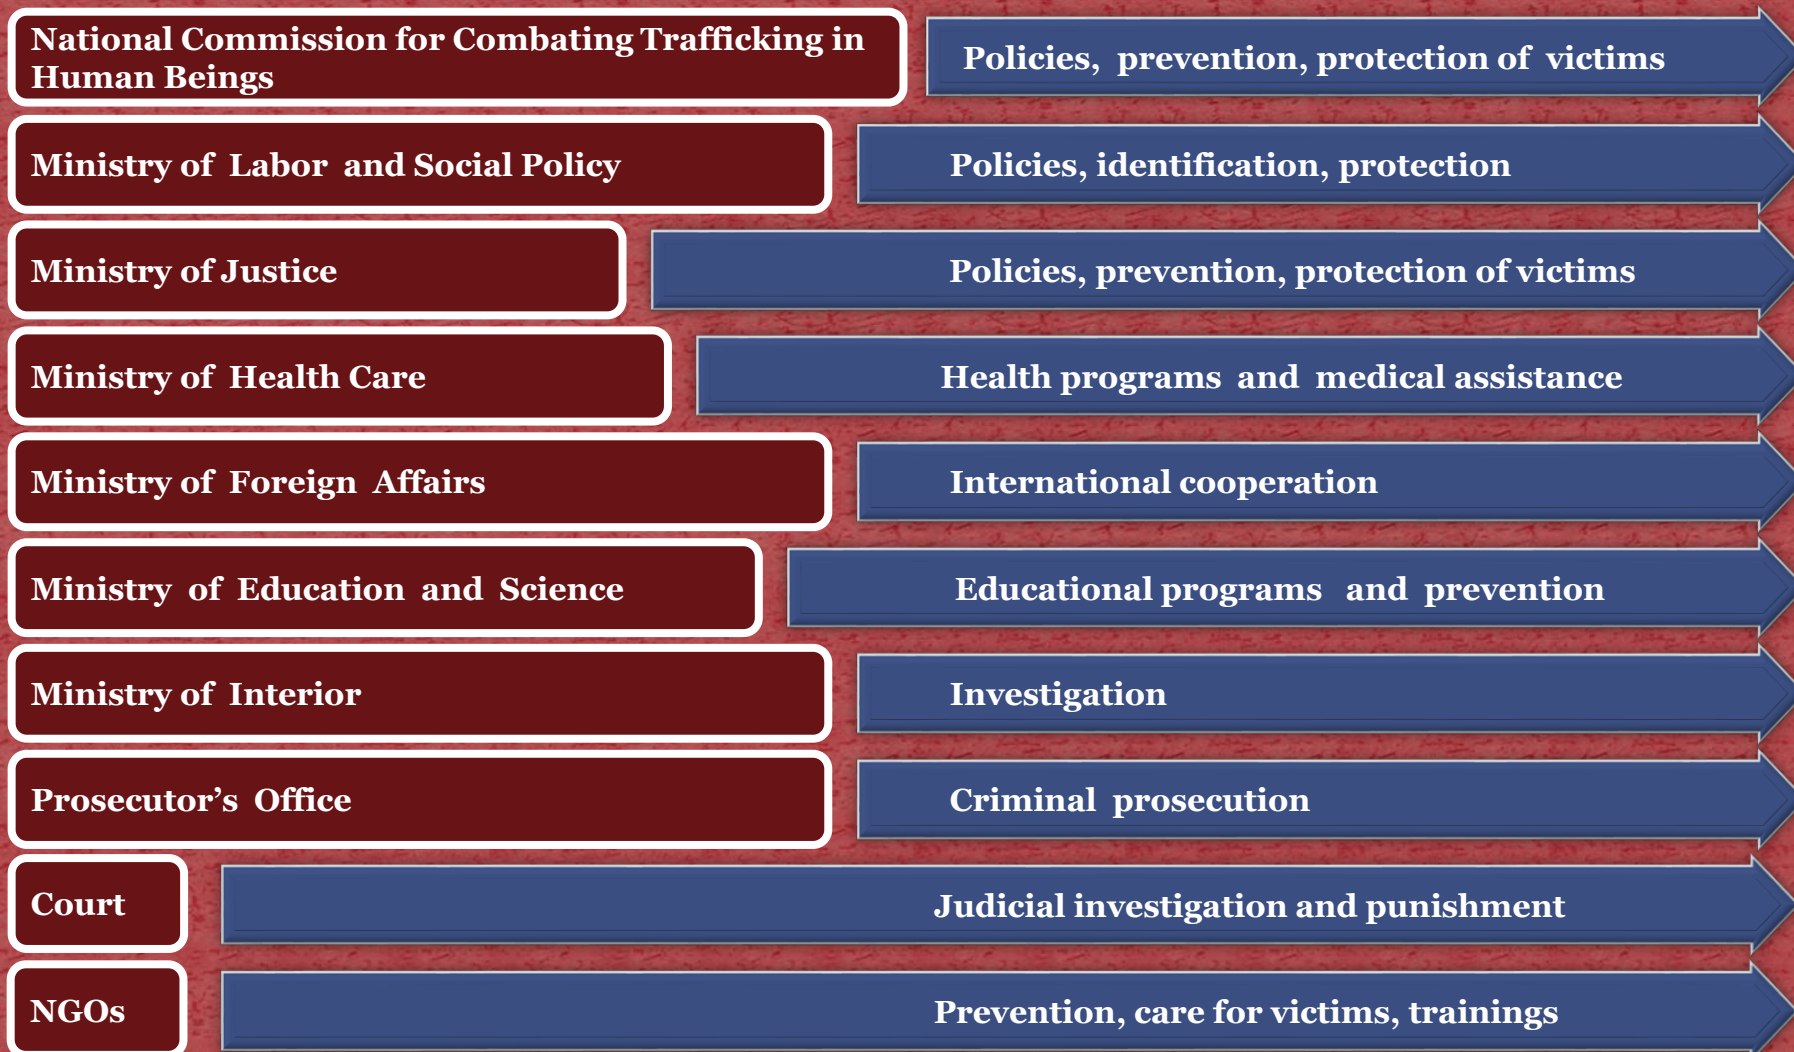 National Commission for Combating Trafficking in
Human Beings
Policies, prevention, protection of victims
Ministry of Labor and Social Policy
Policies, identification, protection
Ministry of Justice
Policies, prevention, protection of victims
Ministry of Health Care
Health programs and medical assistance
Ministry of Foreign Affairs
International cooperation
Ministry of Education and Science
Educational programs and prevention
Ministry of Interior
Investigation
Prosecutor’s Office
Criminal prosecution
Court
Judicial investigation and punishment
NGOs
Prevention, care for victims, trainings